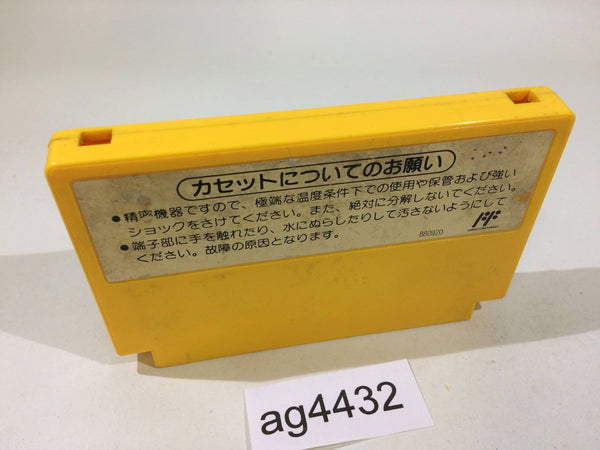 カセットについてのお願い
●精密機器ですので、極端な温度条件下での使用や保管および強い
ショックをさけてください。また、絶対に分解しないでください。
●端子部に手を触れたり、水にぬらしたりして汚さないようにして
ください。故障の原因となります。
880920
ag4432